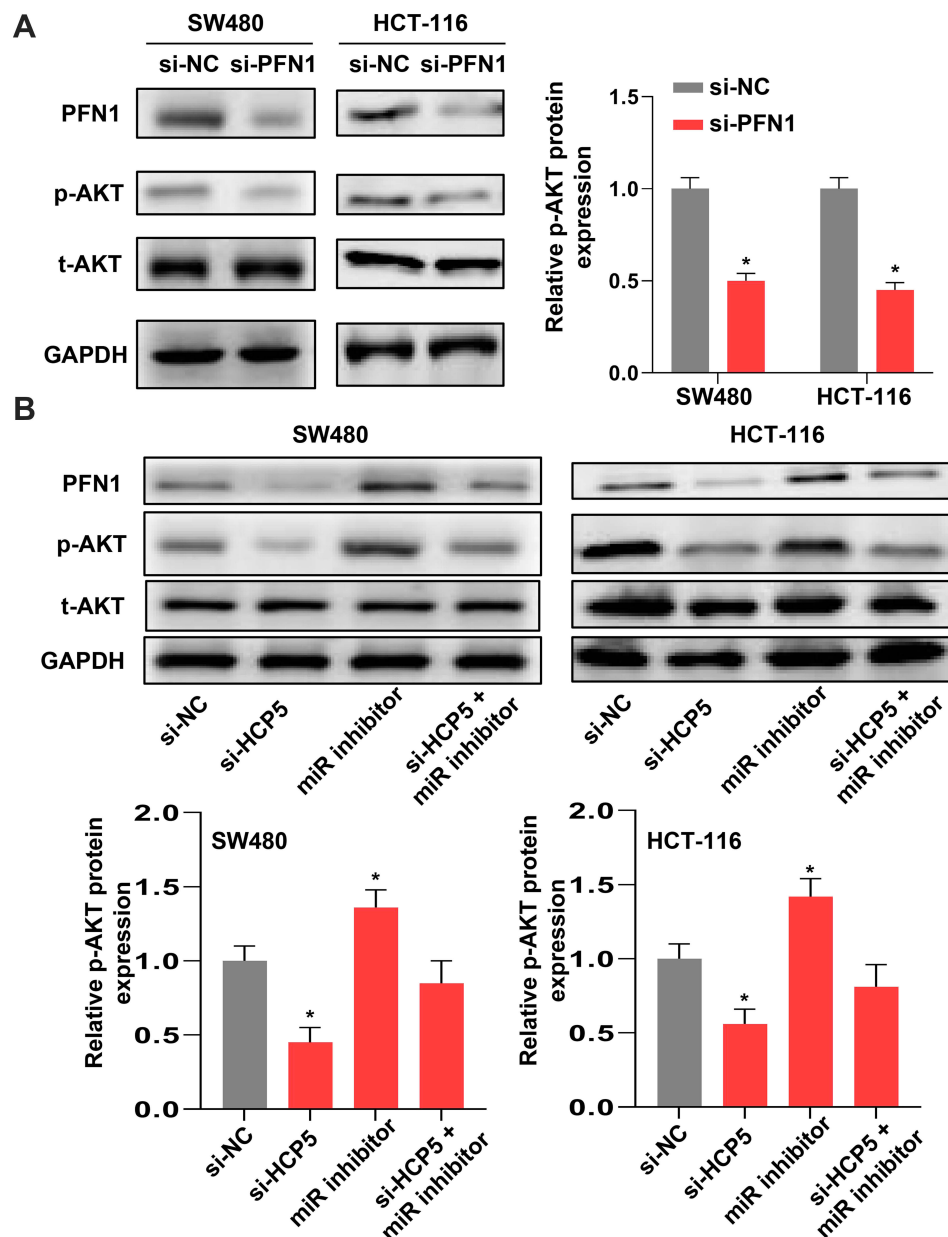 A
SW480
HCT-116
si-NC si-PFN1
si-NC si-PFN1
PFN1
p-AKT
t-AKT
GAPDH
si-NC
si-PFN1
Relative p-AKT protein
expression
1.5
1.0
0.5
0.0
*
*
SW480
HCT-116
B
SW480
HCT-116
PFN1
p-AKT
t-AKT
GAPDH
si-NC
si-HCP5
miR inhibitor
si-HCP5 +
miR inhibitor
si-NC
si-HCP5
miR inhibitor
si-HCP5 +
miR inhibitor
Relative p-AKT protein
expression
2.0
1.5
1.0
0.5
0.0
SW480
*
*
si-NC
si-HCP5
miR inhibitor
si-HCP5 +
miR inhibitor
Relative p-AKT protein
expression
2.0
1.5
1.0
0.5
0.0
HCT-116
*
*
si-NC
si-HCP5
miR inhibitor
si-HCP5 +
miR inhibitor